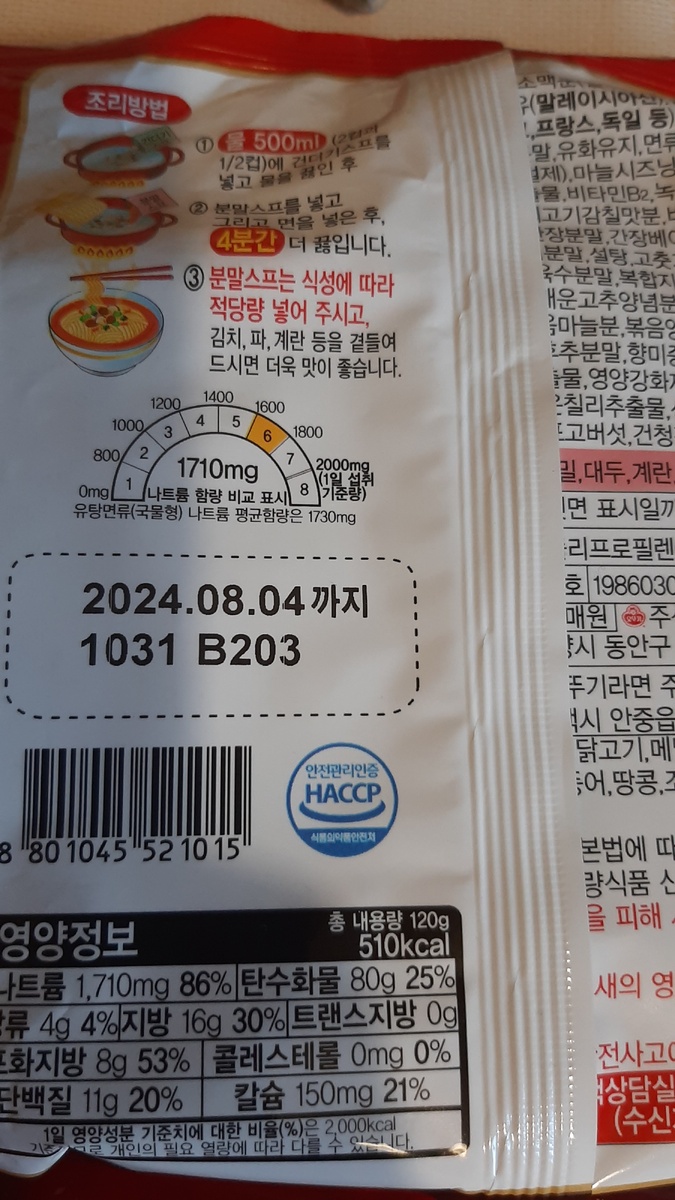 조리방법
① 물 500ml (2컵과
1/2컵)에 건더기스프를
넣고 물을 끓인 후
② 분말스프를 넣고
그리고 면을 넣은 후,
4분간 더 끓입니다.
③ 분말스프는 식성에 따라
적당량 넣어 주시고,
김치, 파, 계란 등을 곁들여
드시면 더욱 맛이 좋습니다.
0mg 800 1000 1200 1400 1600 1800 2000mg
1 2 3 4 5 6 7 8
(1일 섭취
기준량)
1710mg
나트륨 함량 비교 표시
유탕면류(국물형) 나트륨 평균함량은 1730mg
2024.08.04 까지
1031 B203
8 801045 521015
안전관리인증
HACCP
식품의약품안전처
영양정보
총 내용량 120g
510kcal
나트륨 1,710mg 86% 탄수화물 80g 25%
당류 4g 4% 지방 16g 30% 트랜스지방 0g
포화지방 8g 53% 콜레스테롤 0mg 0%
단백질 11g 20% 칼슘 150mg 21%
1일 영양성분 기준치에 대한 비율(%)은 2,000kcal
개인의 필요 열량에 따라 다를 수 있습니다.
(말레이시아산)
프랑스, 독일 등)
말, 유화유지, 면류
제), 마늘시즈닝
물, 비타민B2, 녹
고기감칠맛분
장분말, 간장베
분말, 설탕, 고춧
육수분말, 복합지
매운고추양념분
마늘분, 볶음양
후추분말, 향미증
물, 영양강화
칠리추출물
표고버섯, 건청
밀, 대두, 계란
면 표시일까
리프로필렌
호 1986030
매원 주
시 동안구
뚜기라면 주
택시 안중읍
닭고기, 메밀
등어, 땅콩
본법에 따
량식품 신
을 피해
새의 영
전사고
상담실
(수신